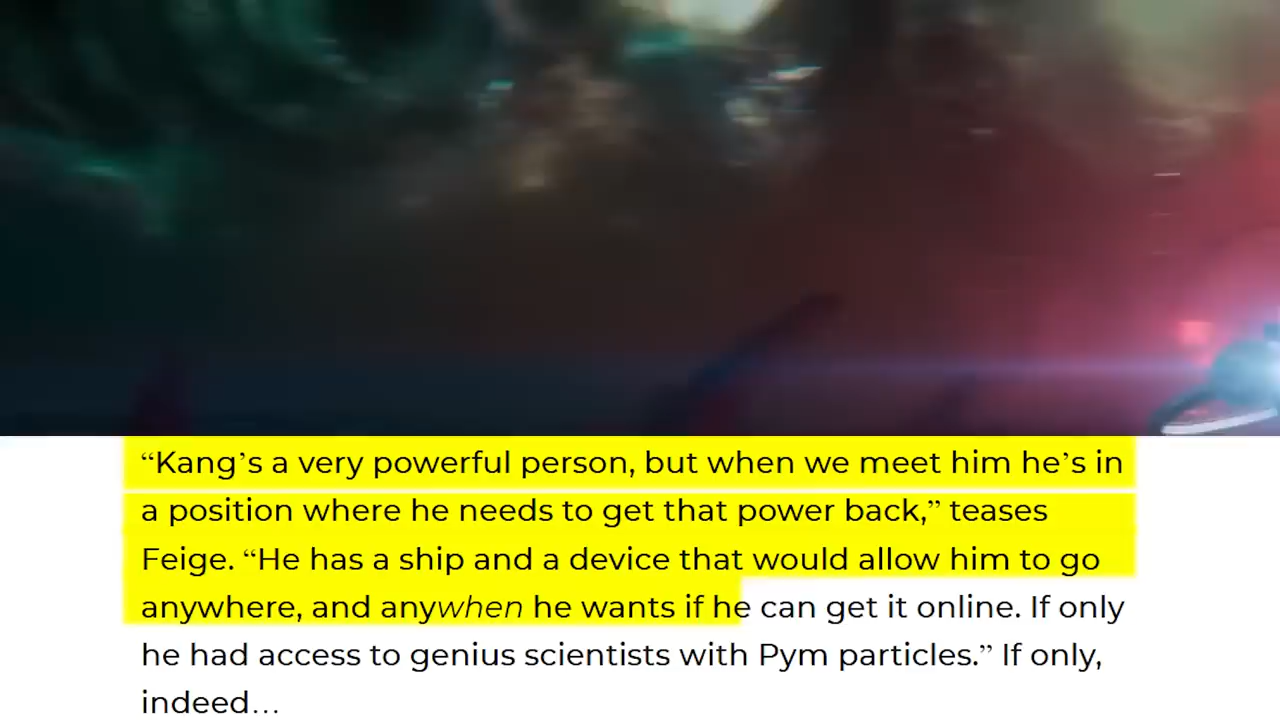 “Kang’s a very powerful person, but when we meet him he’s in
a position where he needs to get that power back,” teases
Feige. “He has a ship and a device that would allow him to go
anywhere, and anywhen he wants if he can get it online. If only
he had access to genius scientists with Pym particles.” If only,
indeed…